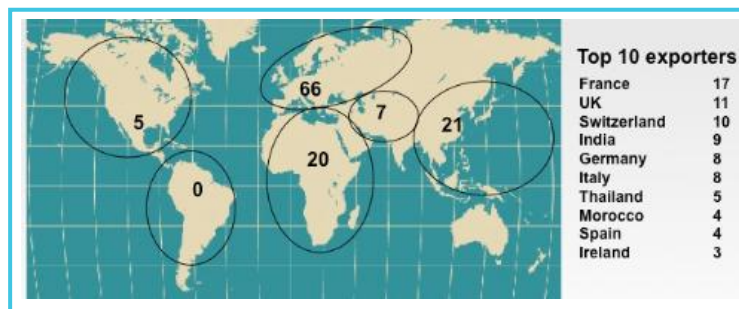 66
5
7
21
20
0
Top 10 exporters
France 17
UK 11
Switzerland 10
India 9
Germany 8
Italy 8
Thailand 5
Morocco 4
Spain 4
Ireland 3